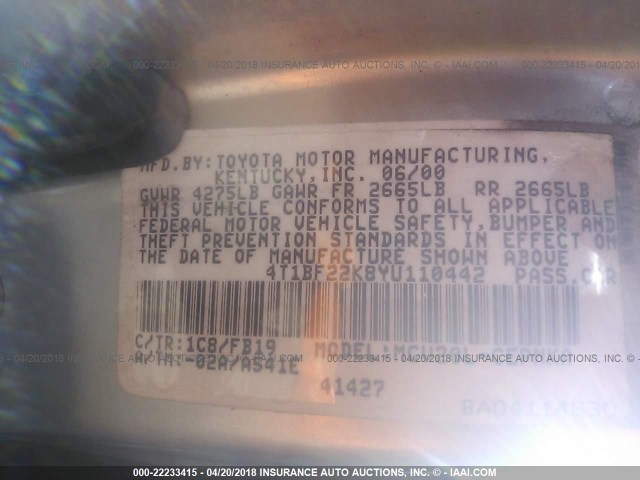 000-22233415 - 04/20/2018 INSURANCE AUTO AUCTIONS, INC. - IAAI.COM
MFD.BY:TOYOTA MOTOR MANUFACTURING,
KENTUCKY,INC. 06/00
GVWR 4275LB GAWR FR 2665LB RR 2665LB
THIS VEHICLE CONFORMS TO ALL APPLICABLE
FEDERAL MOTOR VEHICLE SAFETY,BUMPER,AND
THEFT PREVENTION STANDARDS IN EFFECT ON
THE DATE OF MANUFACTURE SHOWN ABOVE
4T1BF22K8YU110442 PASS.CAR
C/TR:1C8/FB19 MODEL:
A/TM:-02A/A541E
41427
000-22233415 - 04/20/2018 INSURANCE AUTO AUCTIONS, INC. - IAAI.COM